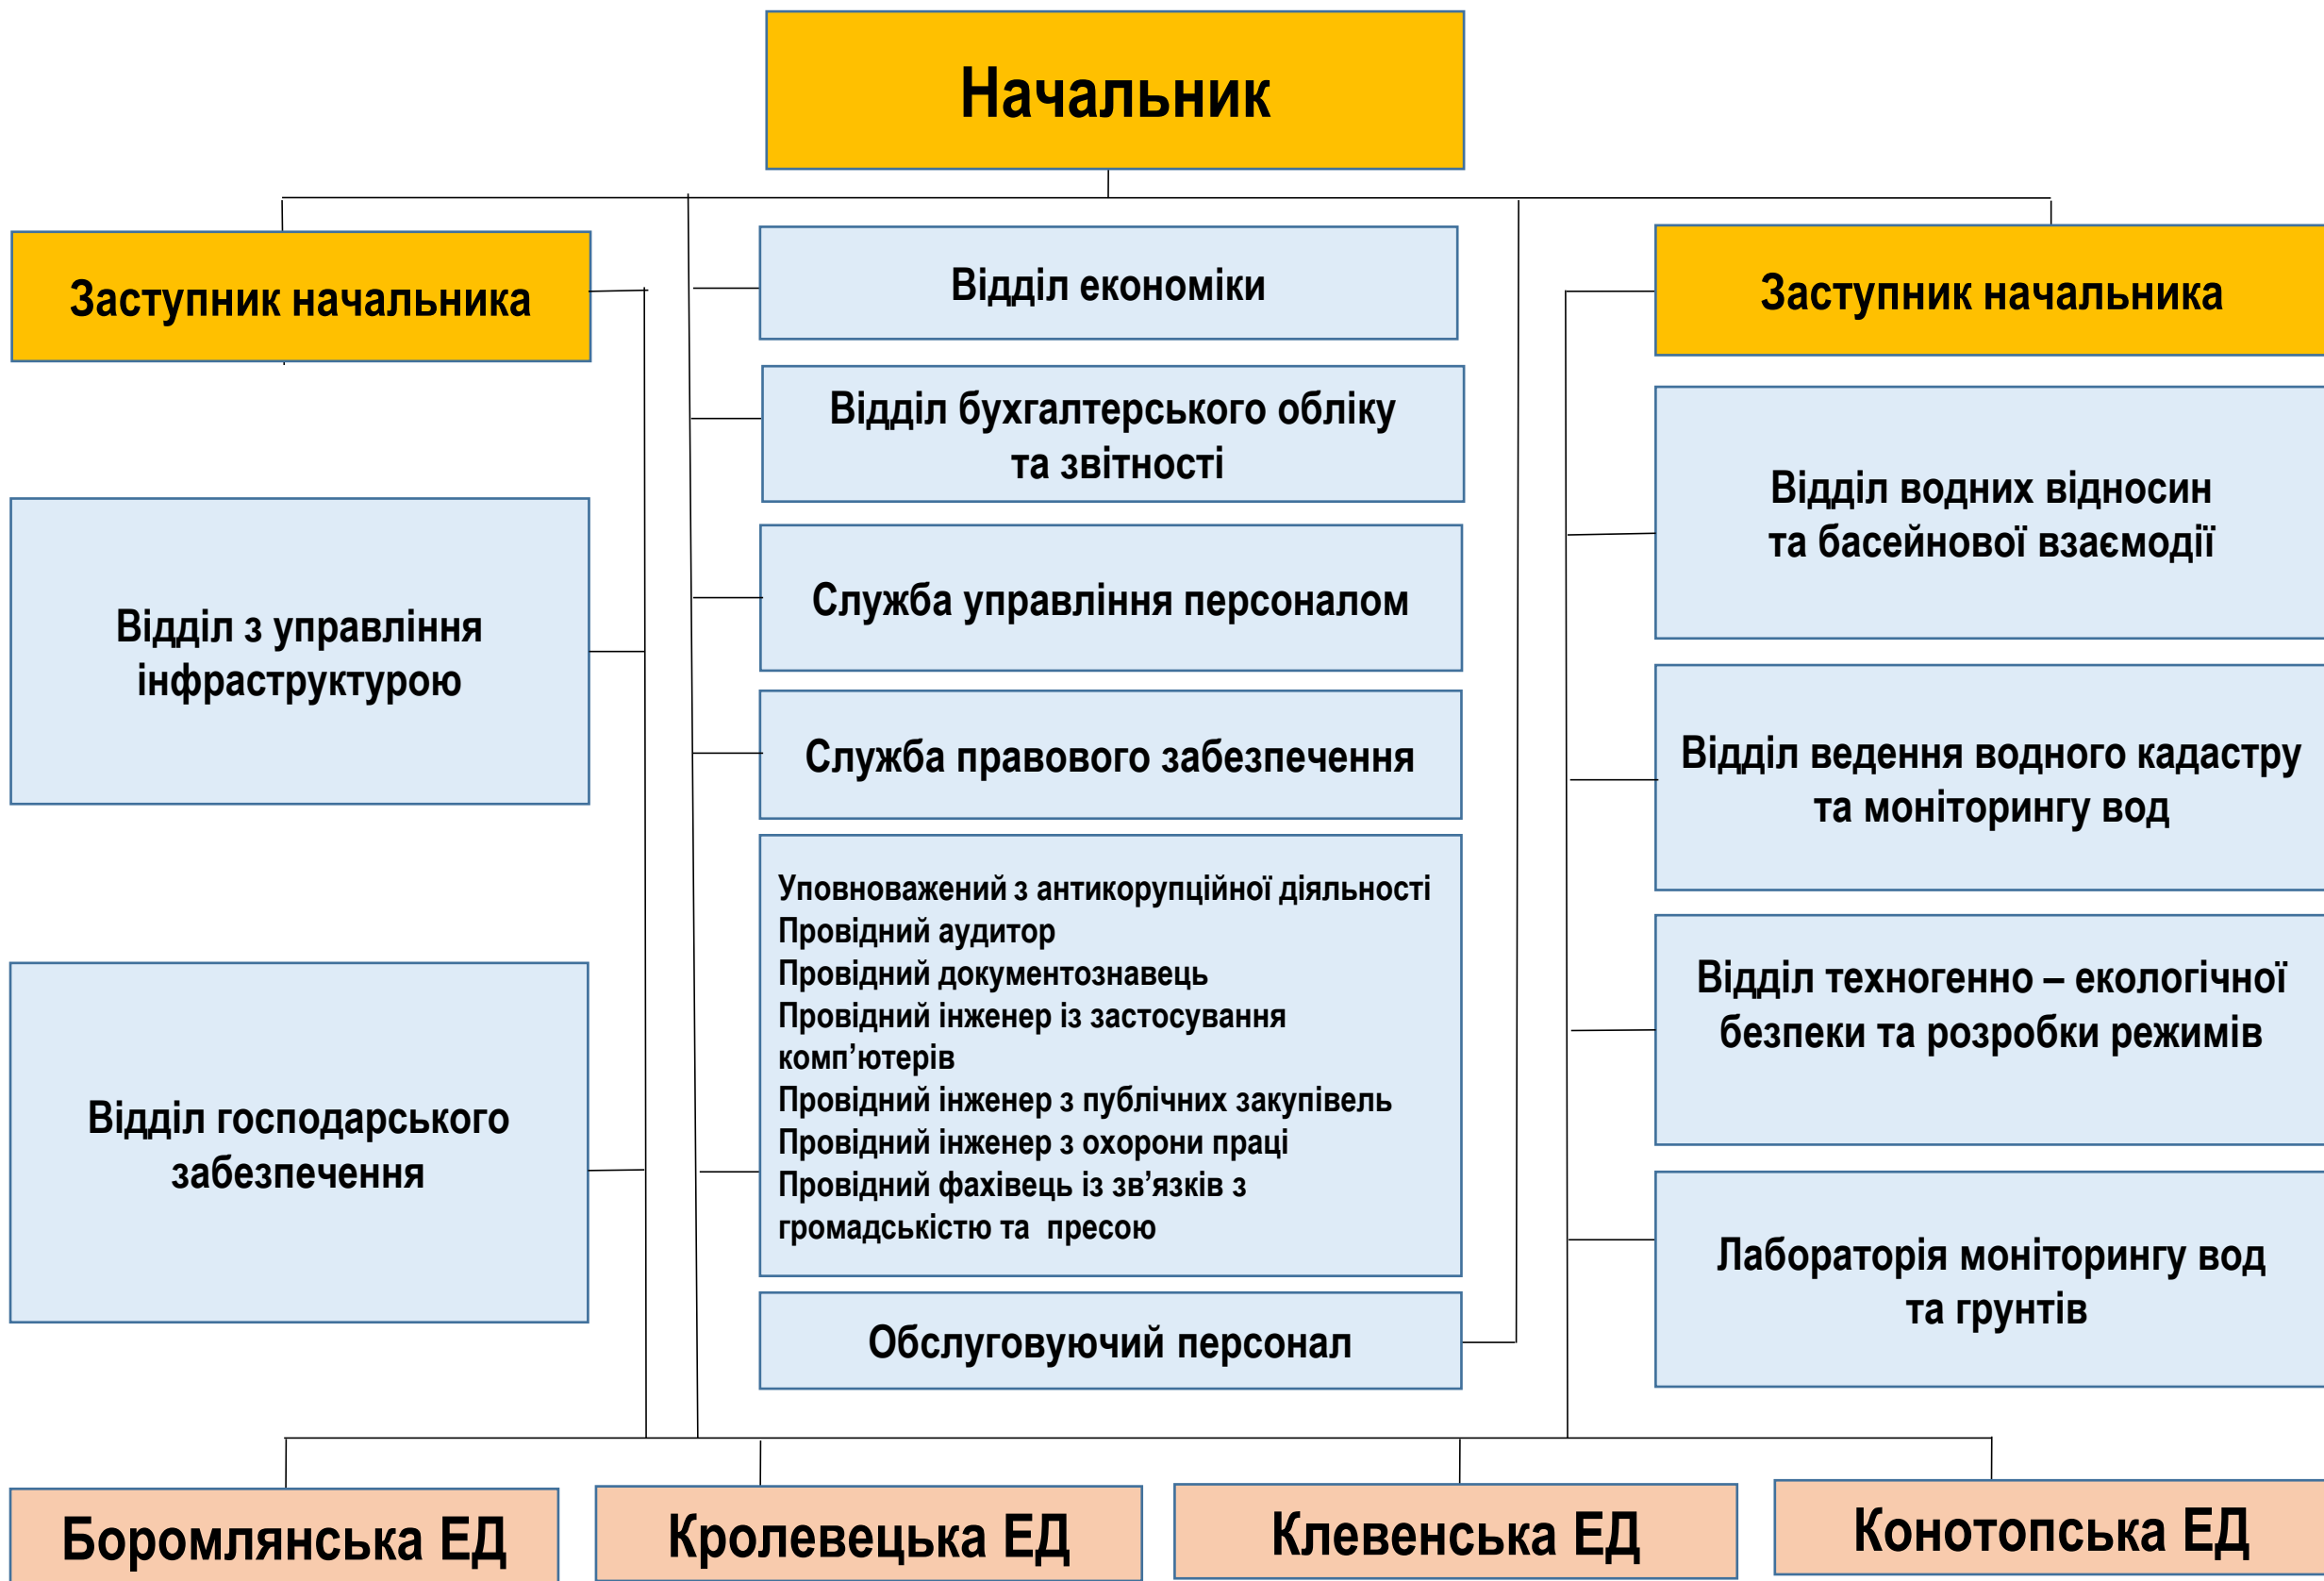 Начальник
Заступник начальника
Відділ з управління
інфраструктурою
Відділ господарського
забезпечення
Відділ економіки
Відділ бухгалтерського обліку
та звітності
Служба управління персоналом
Служба правового забезпечення
Уповноважений з антикорупційної діяльності
Провідний аудитор
Провідний документознавець
Провідний інженер із застосування
комп’ютерів
Провідний інженер з публічних закупівель
Провідний інженер з охорони праці
Провідний фахівець із зв’язків з
громадськістю та  пресою
Обслуговуючий персонал
Заступник начальника
Відділ водних відносин
та басейнової взаємодії
Відділ ведення водного кадастру
та моніторингу вод
Відділ техногенно – екологічної
безпеки та розробки режимів
Лабораторія моніторингу вод
та грунтів
Боромлянська ЕД
Кролевецька ЕД
Клевенська ЕД
Конотопська ЕД